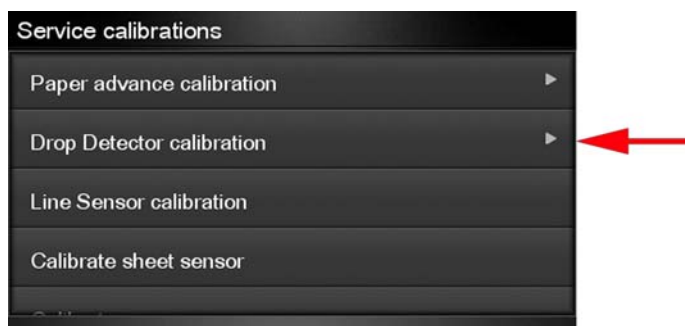 Service calibrations
Paper advance calibration
Drop Detector calibration
Line Sensor calibration
Calibrate sheet sensor